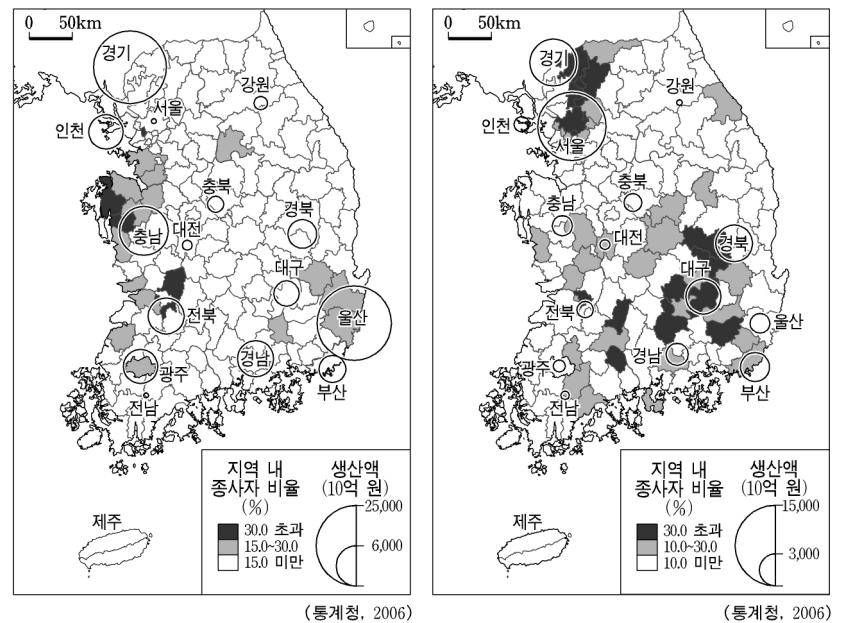 0 50km
경기
강원
서울
인천
충북
경북
충남
대전
대구
전북
울산
광주
경남
부산
전남
제주
지역 내
종사자 비율
(%)
30.0 초과
15.0~30.0
15.0 미만
생산액
(10억 원)
25,000
6,000
(통계청, 2006)
0 50km
경기
강원
인천
서울
충북
충남
경북
대전
대구
전북
울산
경남
광주
부산
전남
제주
지역 내
종사자 비율
(%)
30.0 초과
10.0~30.0
10.0 미만
생산액
(10억 원)
15,000
3,000
(통계청, 2006)